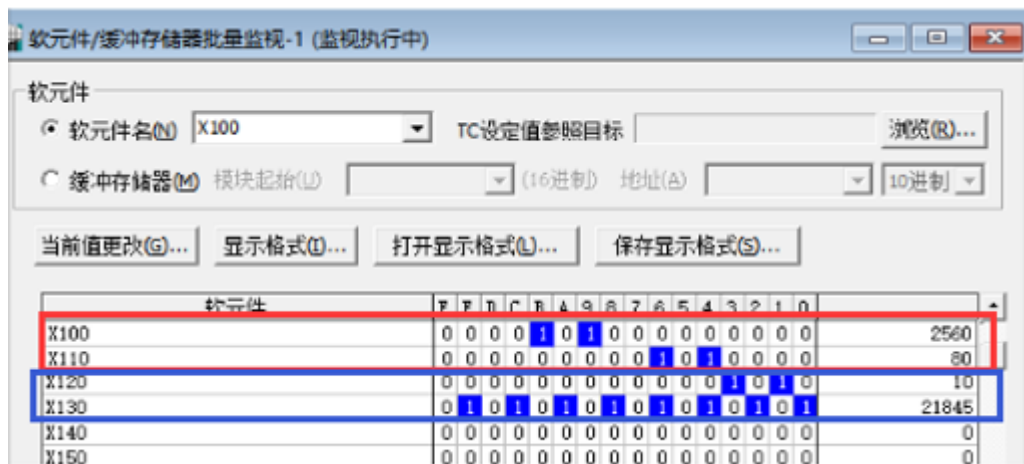 软元件/缓冲存储器批量监视-1 (监视执行中)
软元件
软元件名(N) X100 TC设定值参照目标 浏览(R)...
缓冲存储器(M) 模块起始(U) (16进制) 地址(A) 10进制
当前值更改(G)... 显示格式(I)... 打开显示格式(L)... 保存显示格式(S)...
软元件 F E D C B A 9 8 7 6 5 4 3 2 1 0
X100 0 0 0 0 1 0 1 0 0 0 0 0 0 0 0 0 2560
X110 0 0 0 0 0 0 0 0 0 1 0 1 0 0 0 0 80
X120 0 0 0 0 0 0 0 0 0 0 0 0 1 0 1 0 10
X130 0 1 0 1 0 1 0 1 0 1 0 1 0 1 0 1 21845
X140 0 0 0 0 0 0 0 0 0 0 0 0 0 0 0 0 0
X150 0 0 0 0 0 0 0 0 0 0 0 0 0 0 0 0 0